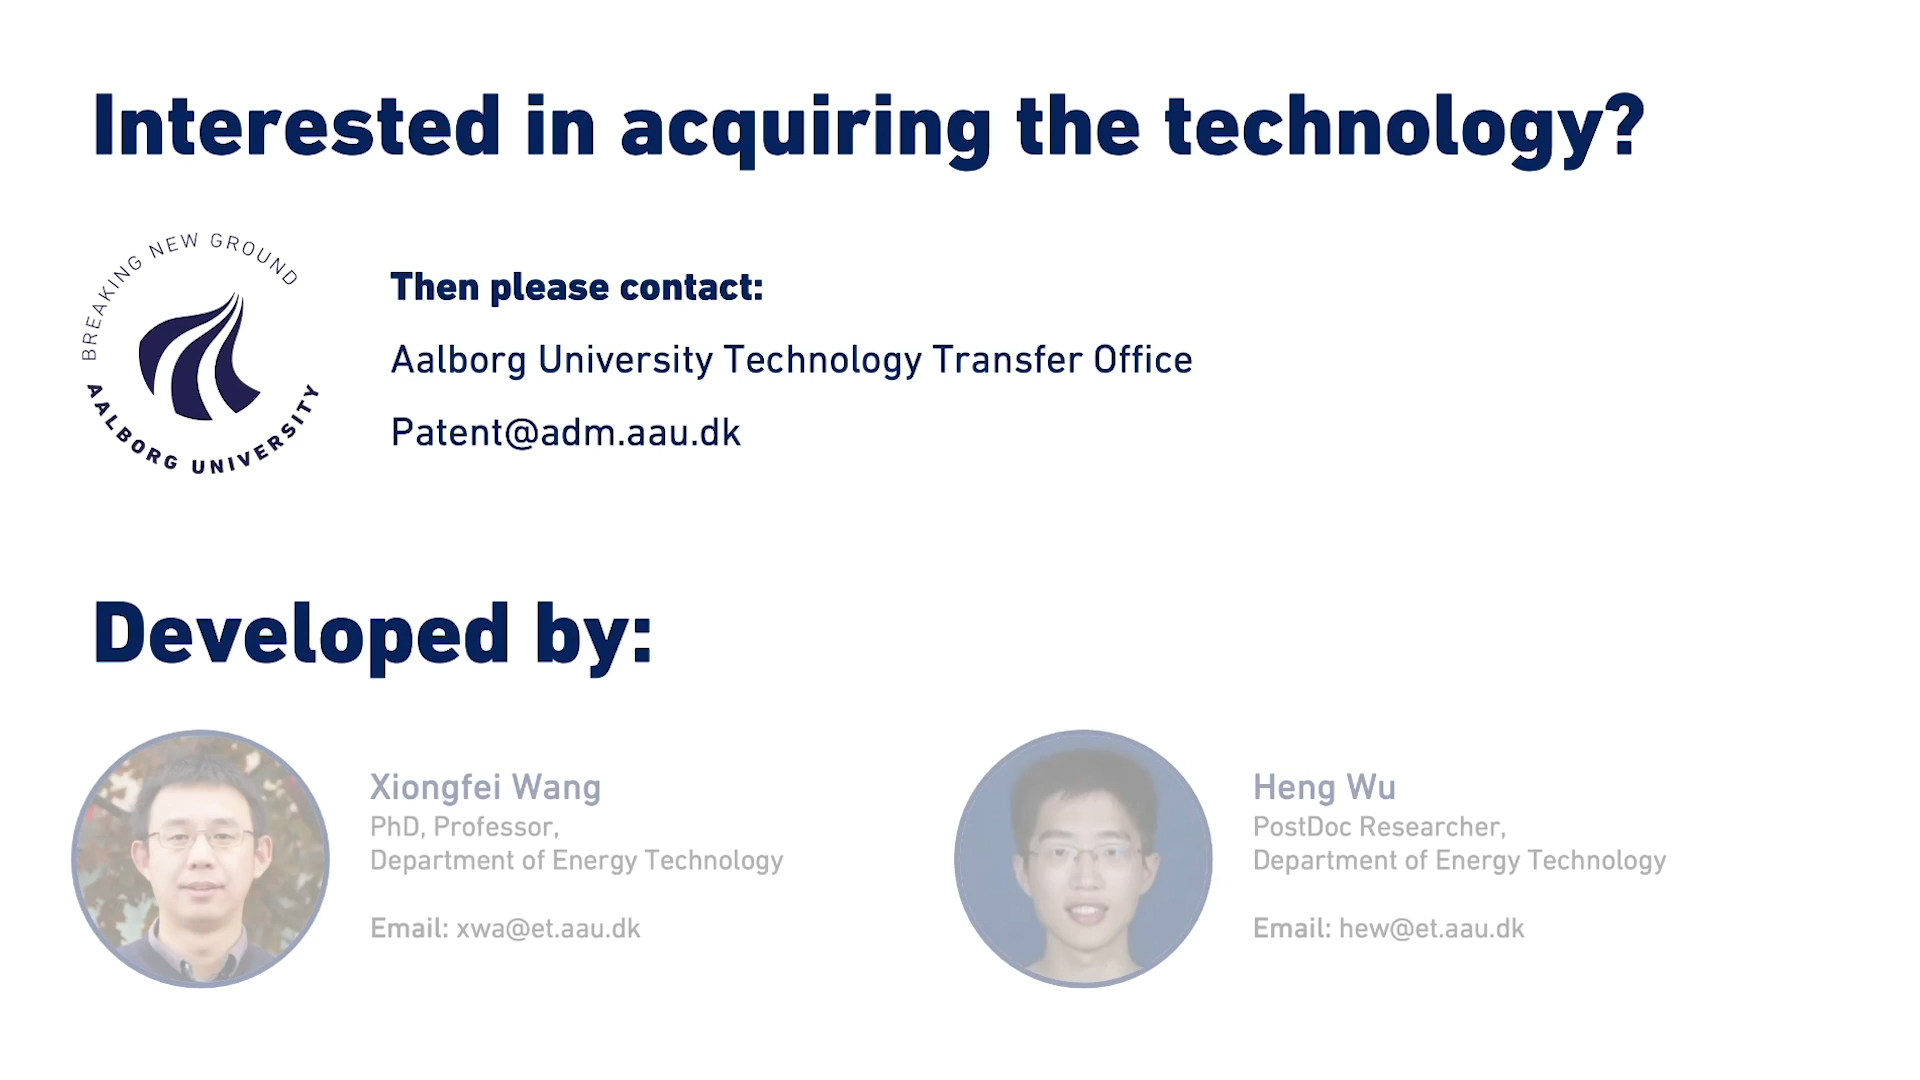 Interested in acquiring the technology?
BREAKING NEW GROUND
AALBORG UNIVERSITY
Then please contact:
Aalborg University Technology Transfer Office
Patent@adm.aau.dk
Developed by:
Xiongfei Wang
PhD, Professor,
Department of Energy Technology
Email: xwa@et.aau.dk
Heng Wu
PostDoc Researcher,
Department of Energy Technology
Email: hew@et.aau.dk